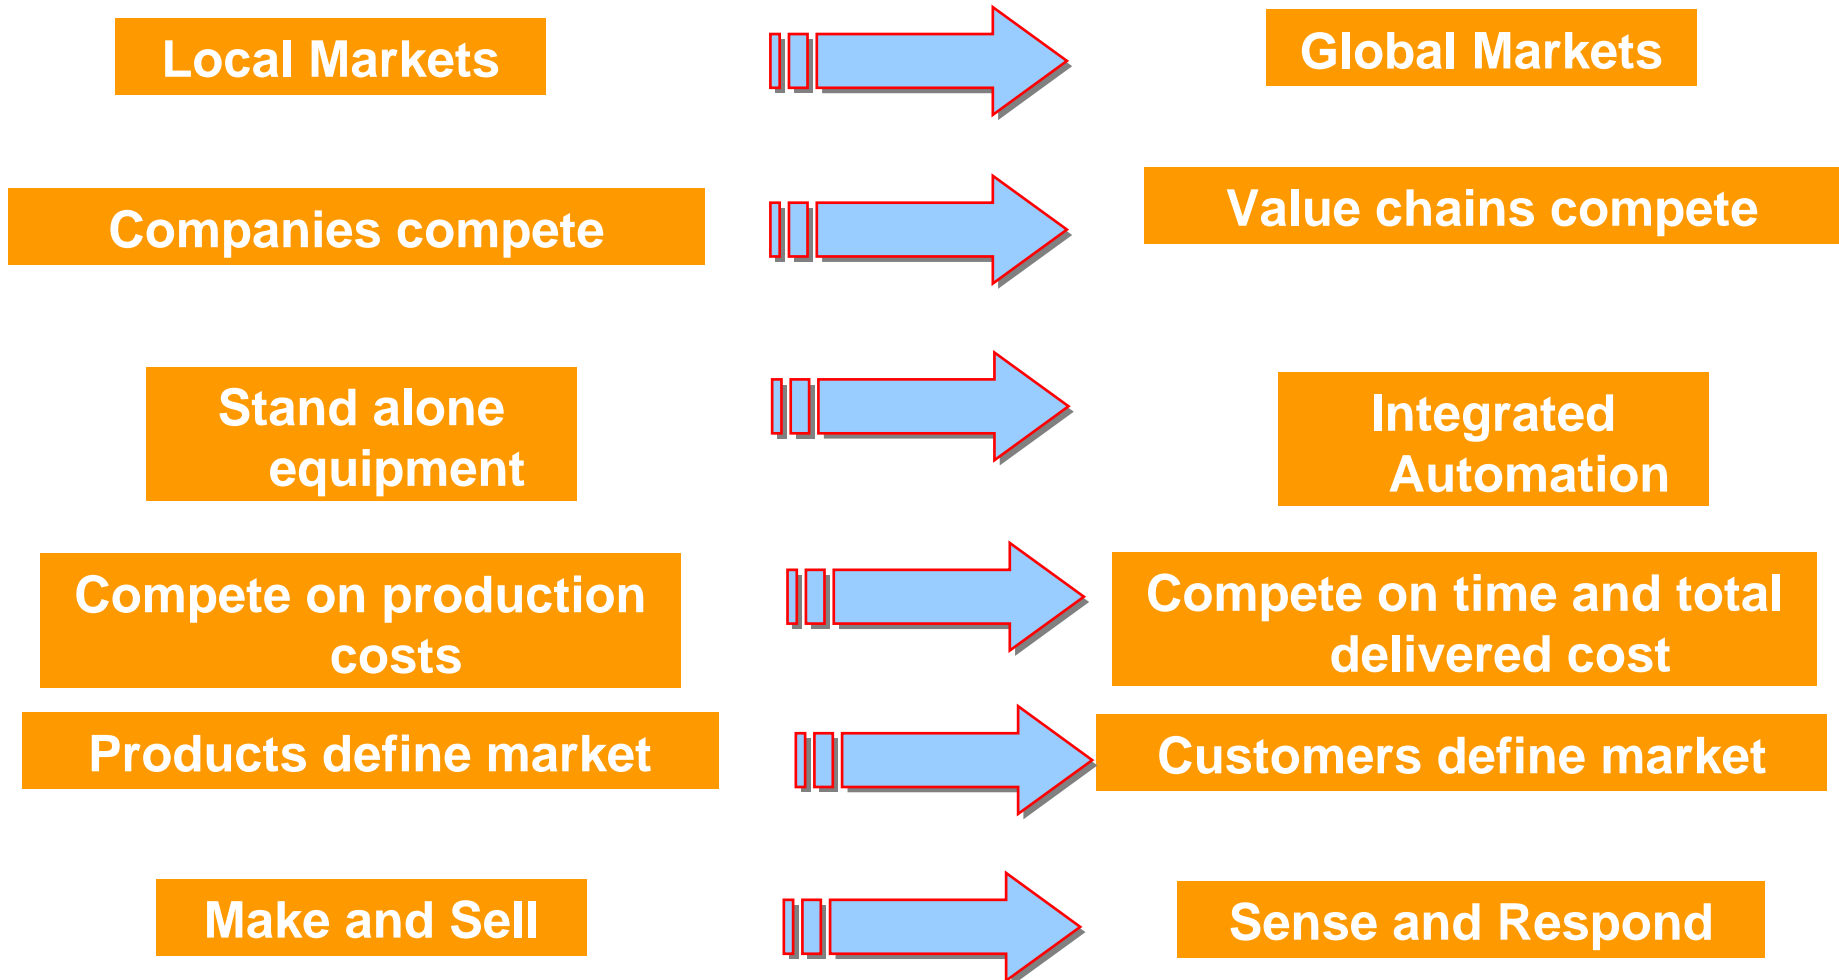 Local Markets
Global Markets
Companies compete
Value chains compete
Stand alone
equipment
Integrated
Automation
Compete on production
costs
Compete on time and total
delivered cost
Products define market
Customers define market
Make and Sell
Sense and Respond